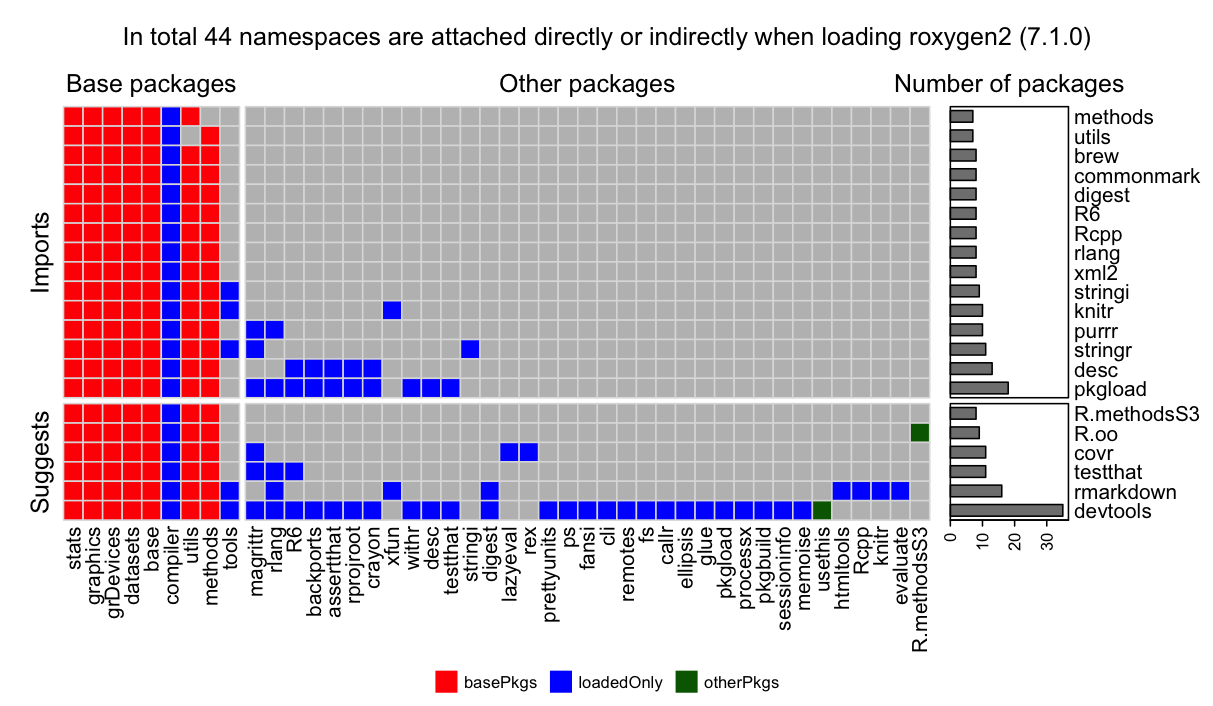 In total 44 namespaces are attached directly or indirectly when loading roxygen2 (7.1.0)
Base packages
Other packages
Number of packages
Imports
methods
utils
brew
commonmark
digest
R6
Rcpp
rlang
xml2
stringi
knitr
purrr
stringr
desc
pkgload
Suggests
R.methodsS3
R.oo
covr
testthat
rmarkdown
devtools
stats
graphics
grDevices
datasets
base
compiler
utils
methods
tools
magrittr
rlang
R6
backports
assertthat
rprojroot
crayon
xfun
withr
desc
testthat
stringi
digest
lazyeval
rex
prettyunits
ps
fansi
cli
remotes
fs
callr
ellipsis
glue
pkgload
processx
pkgbuild
sessioninfo
memoise
usethis
htmltools
Rcpp
knitr
evaluate
R.methodsS3
0
10
20
30
basePkgs
loadedOnly
otherPkgs